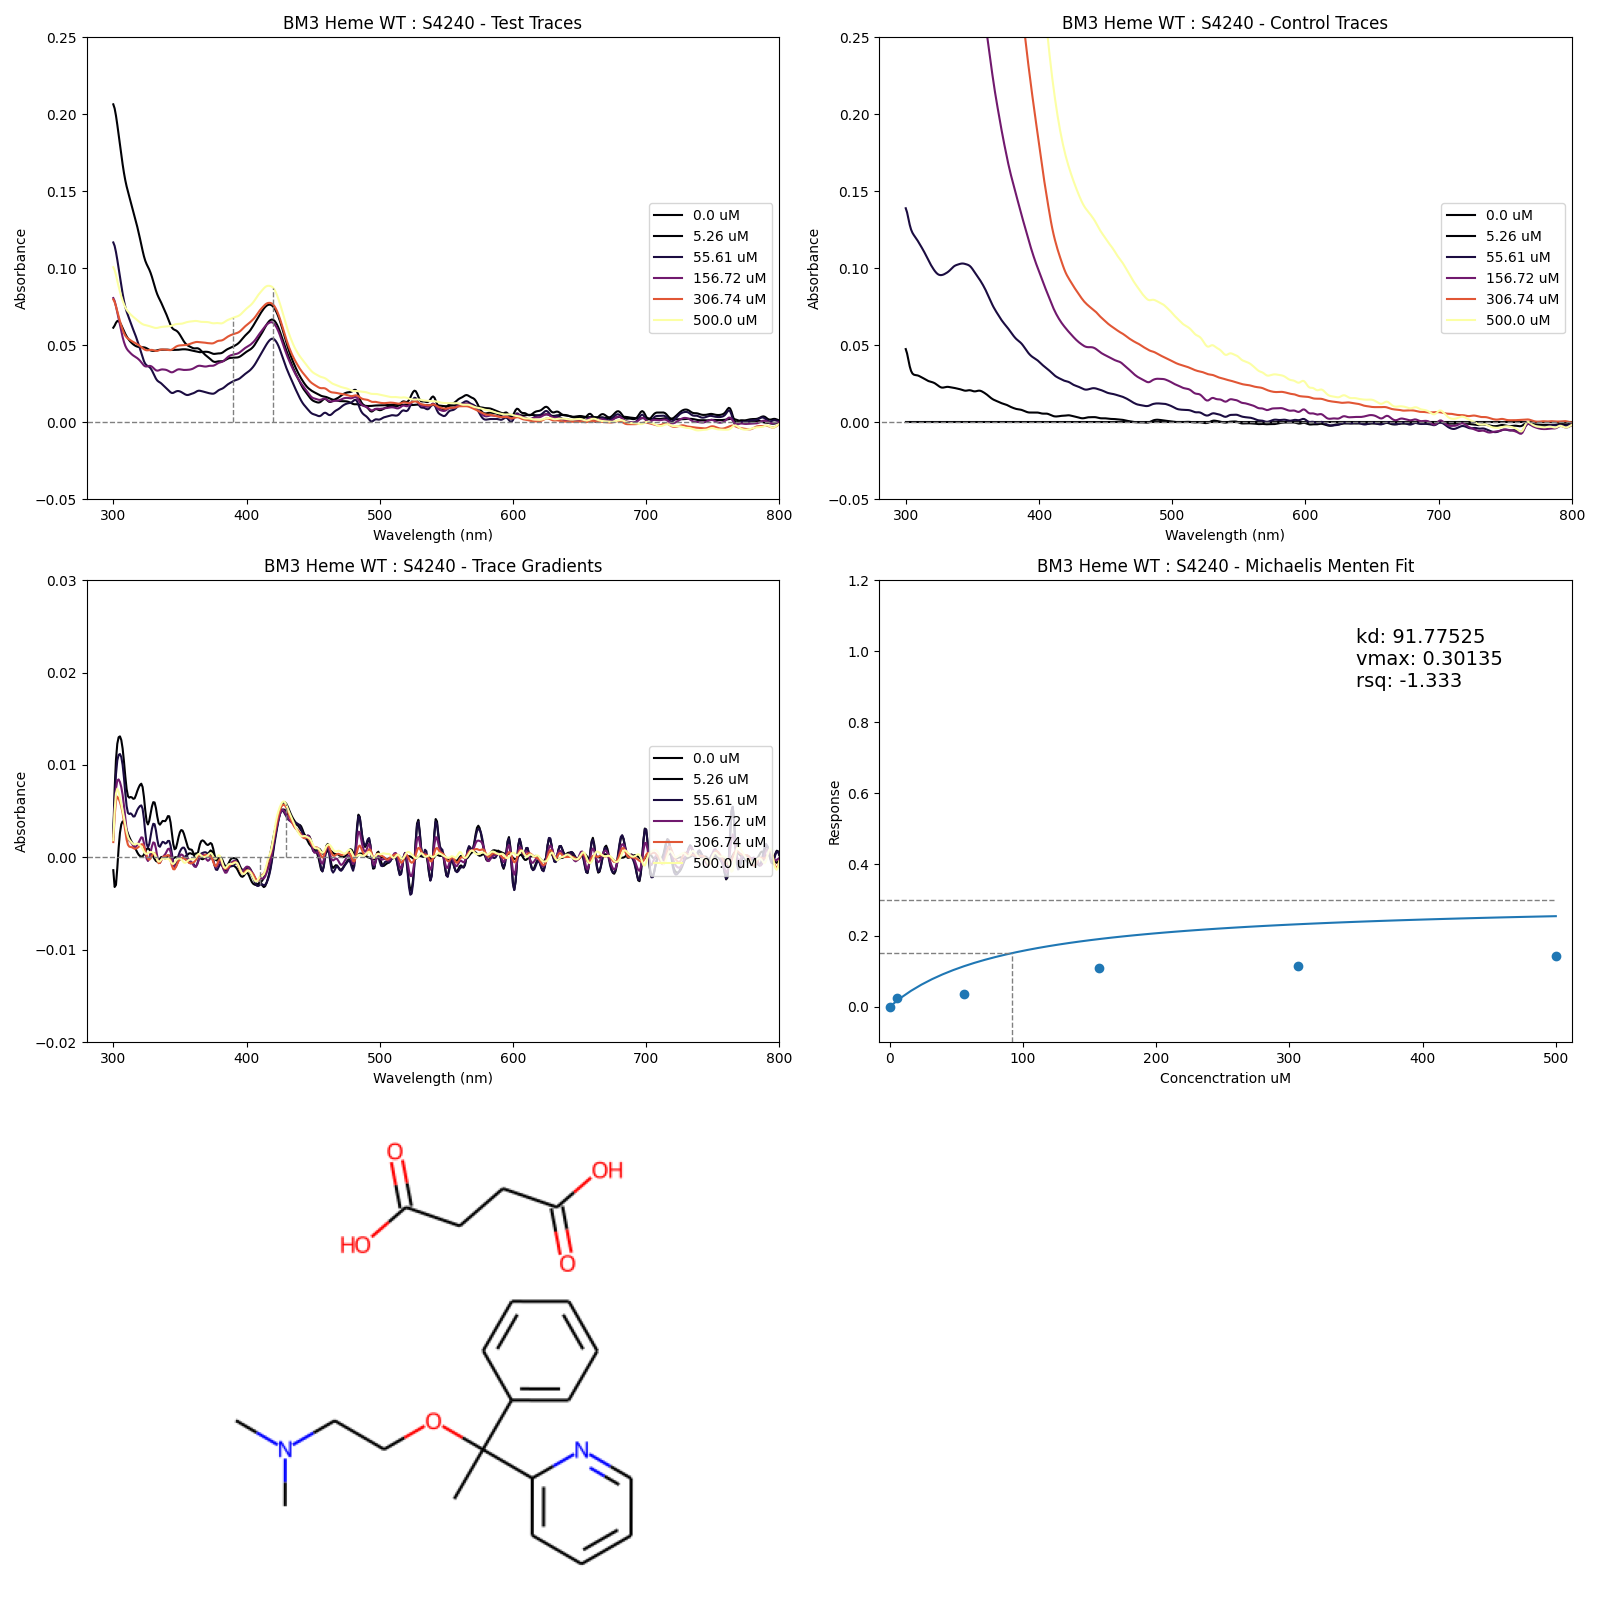 BM3 Heme WT : S4240 - Test Traces
0.25
0.20
0.15
0.10
0.05
0.00
−0.05
Absorbance
300 400 500 600 700 800
Wavelength (nm)
0.0 uM
5.26 uM
55.61 uM
156.72 uM
306.74 uM
500.0 uM
BM3 Heme WT : S4240 - Control Traces
0.25
0.20
0.15
0.10
0.05
0.00
−0.05
Absorbance
300 400 500 600 700 800
Wavelength (nm)
0.0 uM
5.26 uM
55.61 uM
156.72 uM
306.74 uM
500.0 uM
BM3 Heme WT : S4240 - Trace Gradients
0.03
0.02
0.01
0.00
−0.01
−0.02
Absorbance
300 400 500 600 700 800
Wavelength (nm)
0.0 uM
5.26 uM
55.61 uM
156.72 uM
306.74 uM
500.0 uM
BM3 Heme WT : S4240 - Michaelis Menten Fit
1.2
1.0
0.8
0.6
0.4
0.2
0.0
Response
0 100 200 300 400 500
Concenctration uM
kd: 91.77525
vmax: 0.30135
rsq: -1.333
O
OH
HO
O
O
N
N